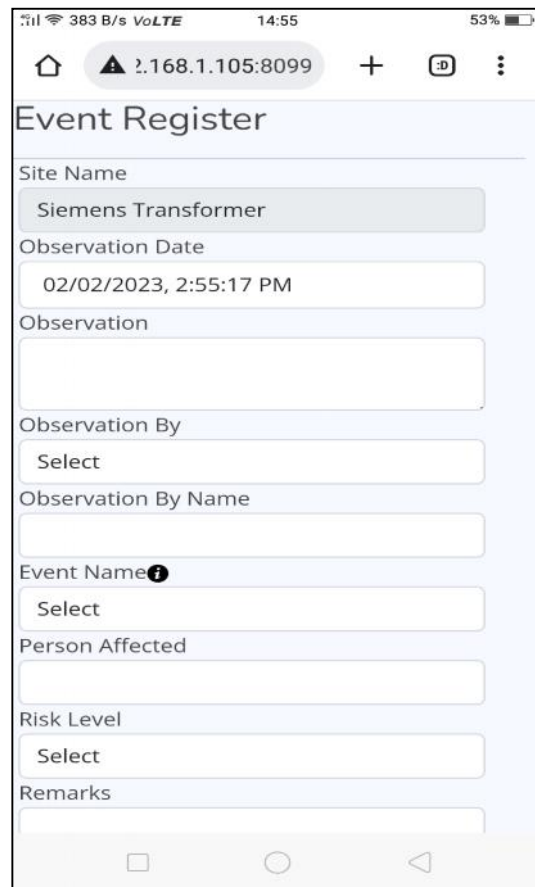 383 B/s VoLTE 14:55 53%
2.168.1.105:8099 :D
Event Register
Site Name
Siemens Transformer
Observation Date
02/02/2023, 2:55:17 PM
Observation
Observation By
Select
Observation By Name
Event Name
Select
Person Affected
Risk Level
Select
Remarks